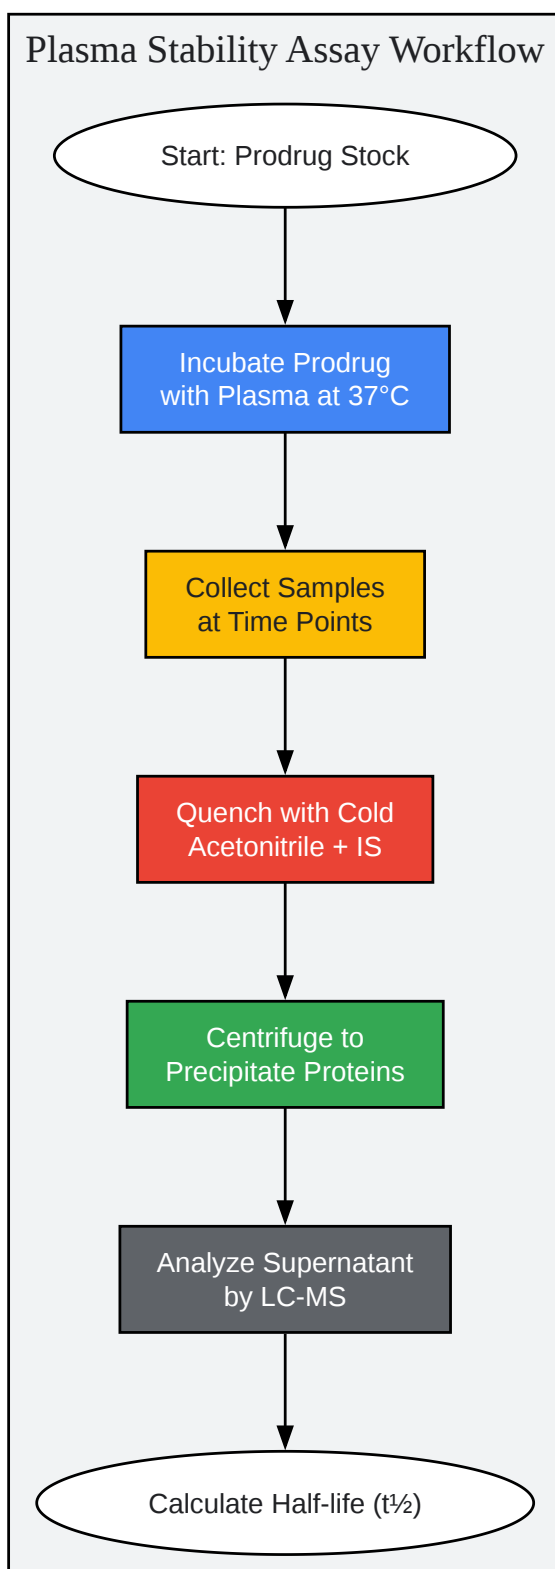 Plasma Stability Assay Workflow
Start: Prodrug Stock
Incubate Prodrug
with Plasma at 37°C
Collect Samples
at Time Points
Quench with Cold
Acetonitrile + IS
Centrifuge to
Precipitate Proteins
Analyze Supernatant
by LC-MS
Calculate Half-life (t½)